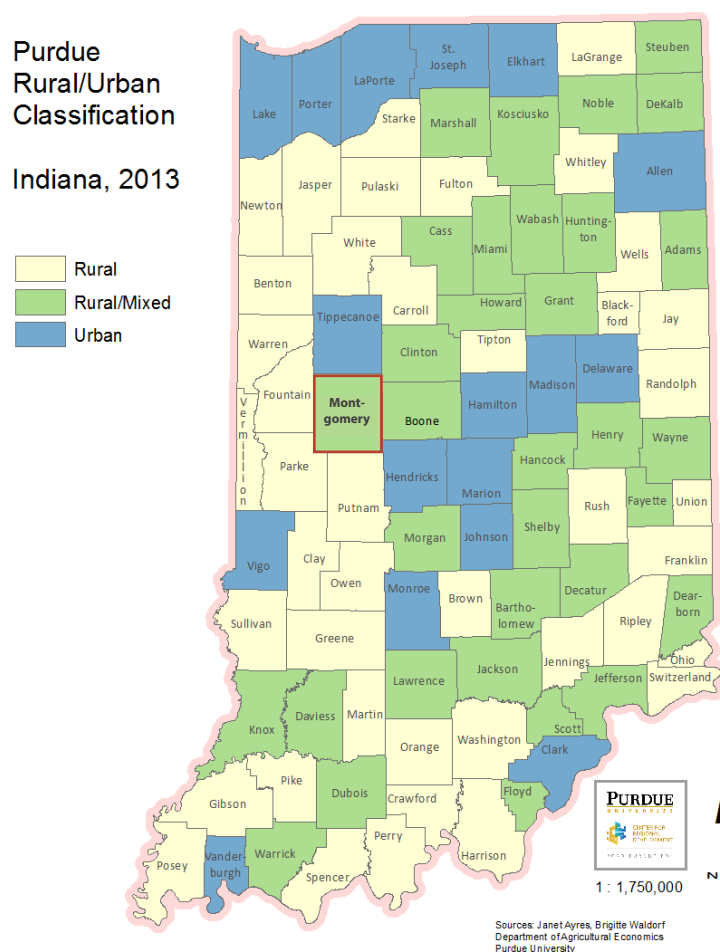 Purdue
Rural/Urban
Classification
Indiana, 2013
Rural
Rural/Mixed
Urban
Lake
Porter
LaPorte
St.
Joseph
Elkhart
LaGrange
Steuben
Starke
Marshall
Kosciusko
Noble
DeKalb
Newton
Jasper
Pulaski
Fulton
Whitley
Allen
White
Cass
Miami
Wabash
Hunting-
ton
Wells
Adams
Benton
Tippecanoe
Carroll
Howard
Grant
Black-
ford
Jay
Warren
Clinton
Tipton
Madison
Delaware
Randolph
Fountain
Vermillion
Mont-
gomery
Boone
Hamilton
Henry
Wayne
Parke
Putnam
Hendricks
Marion
Hancock
Rush
Fayette
Union
Vigo
Clay
Owen
Morgan
Johnson
Shelby
Franklin
Sullivan
Greene
Monroe
Brown
Bartho-
lomew
Decatur
Ripley
Dear-
born
Knox
Daviess
Martin
Lawrence
Jackson
Jennings
Jefferson
Ohio
Switzerland
Gibson
Pike
Dubois
Orange
Washington
Scott
Clark
Floyd
Crawford
Posey
Vander-
burgh
Warrick
Spencer
Perry
Harrison
PURDUE
UNIVERSITY
CENTER FOR
REGIONAL
DEVELOPMENT
1 : 1,750,000
N
Sources: Janet Ayres, Brigitte Waldorf
Department of Agricultural Economics
Purdue University